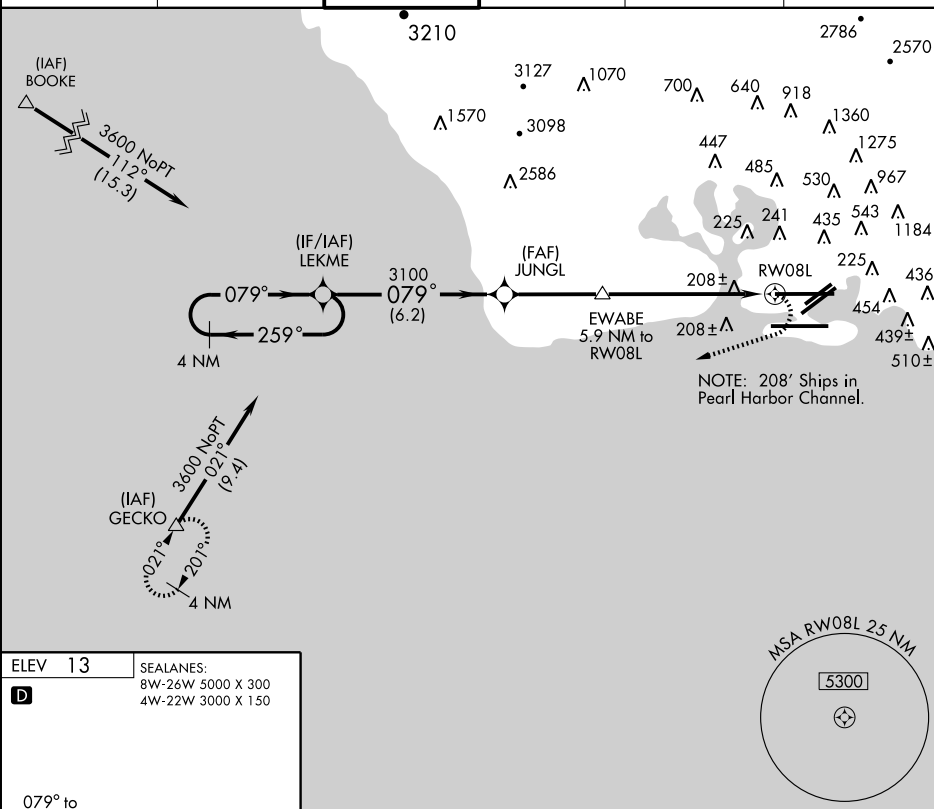 3210
2786
2570
(IAF)
BOOKE
3600 NoPT
112°
(15.3)
3127
1070
700
640
918
1570
3098
1360
447
1275
2586
485
530
967
225
241
435
543
1184
(IF/IAF)
LEKME
(FAF)
JUNGL
3100
079°
(6.2)
079°
259°
4 NM
208±
RW08L
225
436
EWABE
5.9 NM to
RW08L
208±
454
439±
510±
NOTE: 208' Ships in
Pearl Harbor Channel.
3600 NoPT
021°
(9.4)
(IAF)
GECKO
021°
201°
4 NM
MSA RW08L 25 NM
5300
ELEV 13
D
SEALANES:
8W-26W 5000 X 300
4W-22W 3000 X 150
079° to